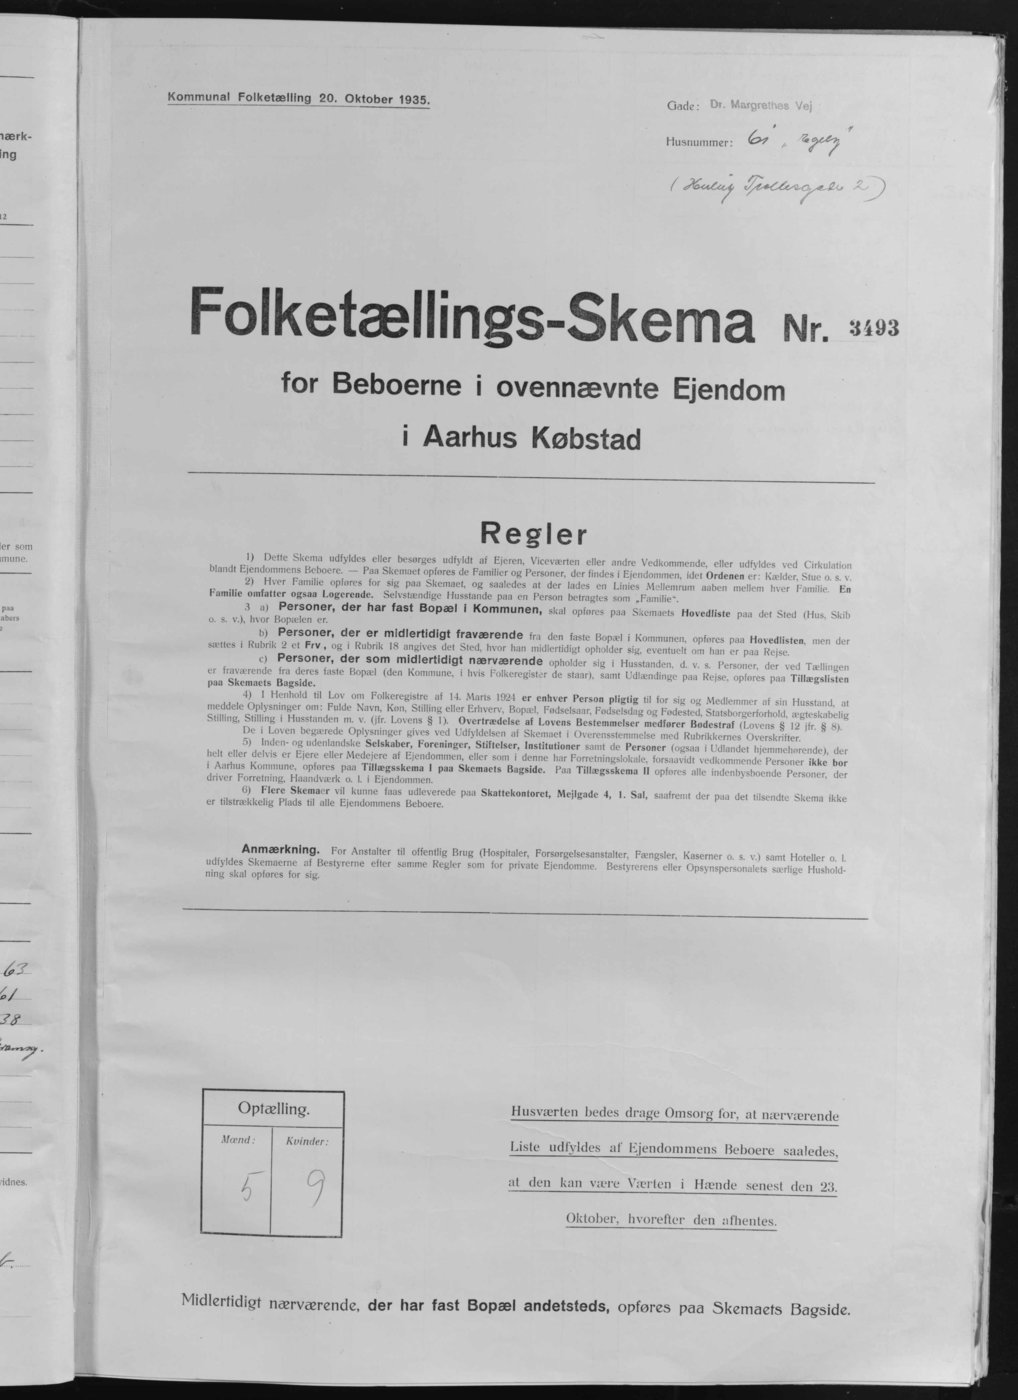 Kommunal Folketælling 20. Oktober 1935.
Gade: Dr. Margrethes Vej
Husnummer: 61
(Herluf Trollesgade 2)
Folketællings-Skema Nr. 3493
for Beboerne i ovennævnte Ejendom
i Aarhus Købstad
Regler
1) Dette Skema udfyldes eller besørges udfyldt af Ejeren, Viceværten eller andre Vedkommende, eller udfyldes ved Cirkulation
blandt Ejendommens Beboere. — Paa Skemaet opføres de Familier og Personer, der findes i Ejendommen, idet Ordenen er: Kælder, Stue o. s. v.
2) Hver Familie opføres for sig paa Skemaet, og saaledes at der lades en Linies Mellemrum aaben mellem hver Familie. En
Familie omfatter ogsaa Logerende. Selvstændige Husstande paa en Person betragtes som „Familie“.
3 a) Personer, der har fast Bopæl i Kommunen, skal opføres paa Skemaets Hovedliste paa det Sted (Hus, Skib
o. s. v.), hvor Bopælen er.
b) Personer, der er midlertidigt fraværende fra den faste Bopæl i Kommunen, opføres paa Hovedlisten, men der
sættes i Rubrik 2 et Frv, og i Rubrik 18 angives det Sted, hvor han midlertidigt opholder sig, eventuelt om han er paa Rejse.
c) Personer, der som midlertidigt nærværende opholder sig i Husstanden, d. v. s. Personer, der ved Tællingen
er fraværende fra deres faste Bopæl (den Kommune, i hvis Folkeregister de staar), samt Udlændinge paa Rejse, opføres paa Tillægslisten
paa Skemaets Bagside.
4) I Henhold til Lov om Folkeregistre af 14. Marts 1924 er enhver Person pligtig til for sig og Medlemmer af sin Husstand, at
meddele Oplysninger om: Fulde Navn, Køn, Stilling eller Erhverv, Bopæl, Fødselsaar, Fødselsdag og Fødested, Statsborgerforhold, ægteskabelig
Stilling, Stilling i Husstanden m. v. (jfr. Lovens § 1). Overtrædelse af Lovens Bestemmelser medfører Bødestraf (Lovens § 12 jfr. § 8).
De i Loven begærede Oplysninger gives ved Udfyldelsen af Skemaet i Overensstemmelse med Rubrikkernes Overskrifter.
5) Inden- og udenlandske Selskaber, Foreninger, Stiftelser, Institutioner samt de Personer (ogsaa i Udlandet hjemmehørende), der
helt eller delvis er Ejere eller Medejere af Ejendommen, eller som i denne har Forretningslokale, forsaavidt vedkommende Personer ikke bor
i Aarhus Kommune, opføres paa Tillægsskema I paa Skemaets Bagside. Paa Tillægsskema II opføres alle indenbysboende Personer, der
driver Forretning, Haandværk o. l. i Ejendommen.
6) Flere Skemaer vil kunne faas udleverede paa Skattekontoret, Mejlgade 4, 1. Sal, saafremt der paa det tilsendte Skema ikke
er tilstrækkelig Plads til alle Ejendommens Beboere.
Anmærkning. For Anstalter til offentlig Brug (Hospitaler, Forsørgelsesanstalter, Fængsler, Kaserner o. s. v.) samt Hoteller o. l.
udfyldes Skemaerne af Bestyrerne efter samme Regler som for private Ejendomme. Bestyrerens eller Opsynspersonalets særlige Hushold-
ning skal opføres for sig.
Optælling.
Mænd: Kvinder:
5 9
Husværten bedes drage Omsorg for, at nærværende
Liste udfyldes af Ejendommens Beboere saaledes,
at den kan være Værten i Hænde senest den 23.
Oktober, hvorefter den afhentes.
Midlertidigt nærværende, der har fast Bopæl andetsteds, opføres paa Skemaets Bagside.
63
61
38